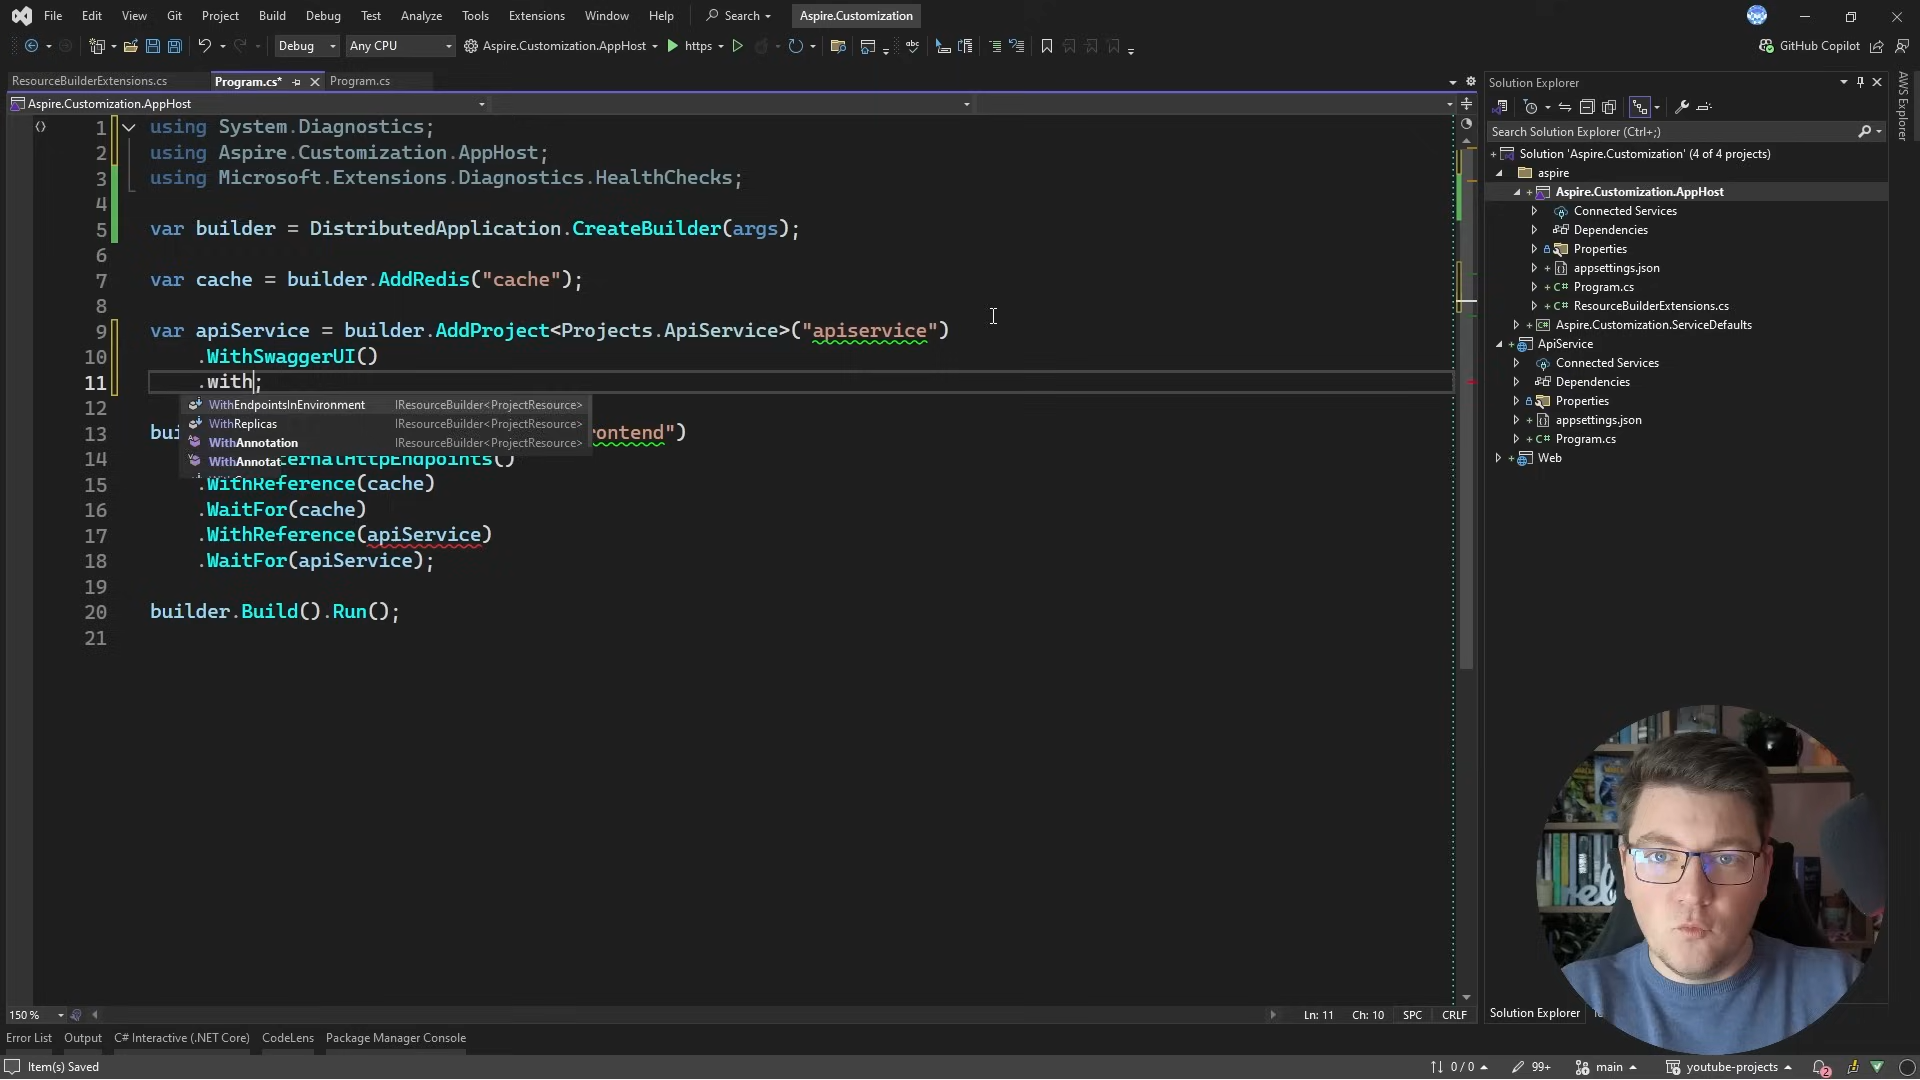 File Edit View Git Project Build Debug Test Analyze Tools Extensions Window Help Search Aspire.Customization
Debug Any CPU Aspire.Customization.AppHost https GitHub Copilot
ResourceBuilderExtensions.cs Program.cs* Program.cs
Aspire.Customization.AppHost
1 using System.Diagnostics;
2 using Aspire.Customization.AppHost;
3 using Microsoft.Extensions.Diagnostics.HealthChecks;
4
5 var builder = DistributedApplication.CreateBuilder(args);
6
7 var cache = builder.AddRedis("cache");
8
9 var apiService = builder.AddProject<Projects.ApiService>("apiservice")
10 .WithSwaggerUI()
11 .with;
WithEndpointsInEnvironment IResourceBuilder<ProjectResource>
12
WithReplicas IResourceBuilder<ProjectResource>
13 bui rontend")
WithAnnotation IResourceBuilder<ProjectResource>
14 ernalHttpEndpoints()
WithAnnotat
15 .WithReference(cache)
16 .WaitFor(cache)
17 .WithReference(apiService)
18 .WaitFor(apiService);
19
20 builder.Build().Run();
21
Solution Explorer
Search Solution Explorer (Ctrl+;)
Solution 'Aspire.Customization' (4 of 4 projects)
aspire
Aspire.Customization.AppHost
Connected Services
Dependencies
Properties
appsettings.json
C# Program.cs
C# ResourceBuilderExtensions.cs
C# Aspire.Customization.ServiceDefaults
ApiService
Connected Services
Dependencies
Properties
appsettings.json
C# Program.cs
Web
AWS Explorer
150 % Ln: 11 Ch: 10 SPC CRLF
Solution Explorer
Error List Output C# Interactive (.NET Core) CodeLens Package Manager Console
Item(s) Saved 0 / 0 99+ main youtube-projects 2